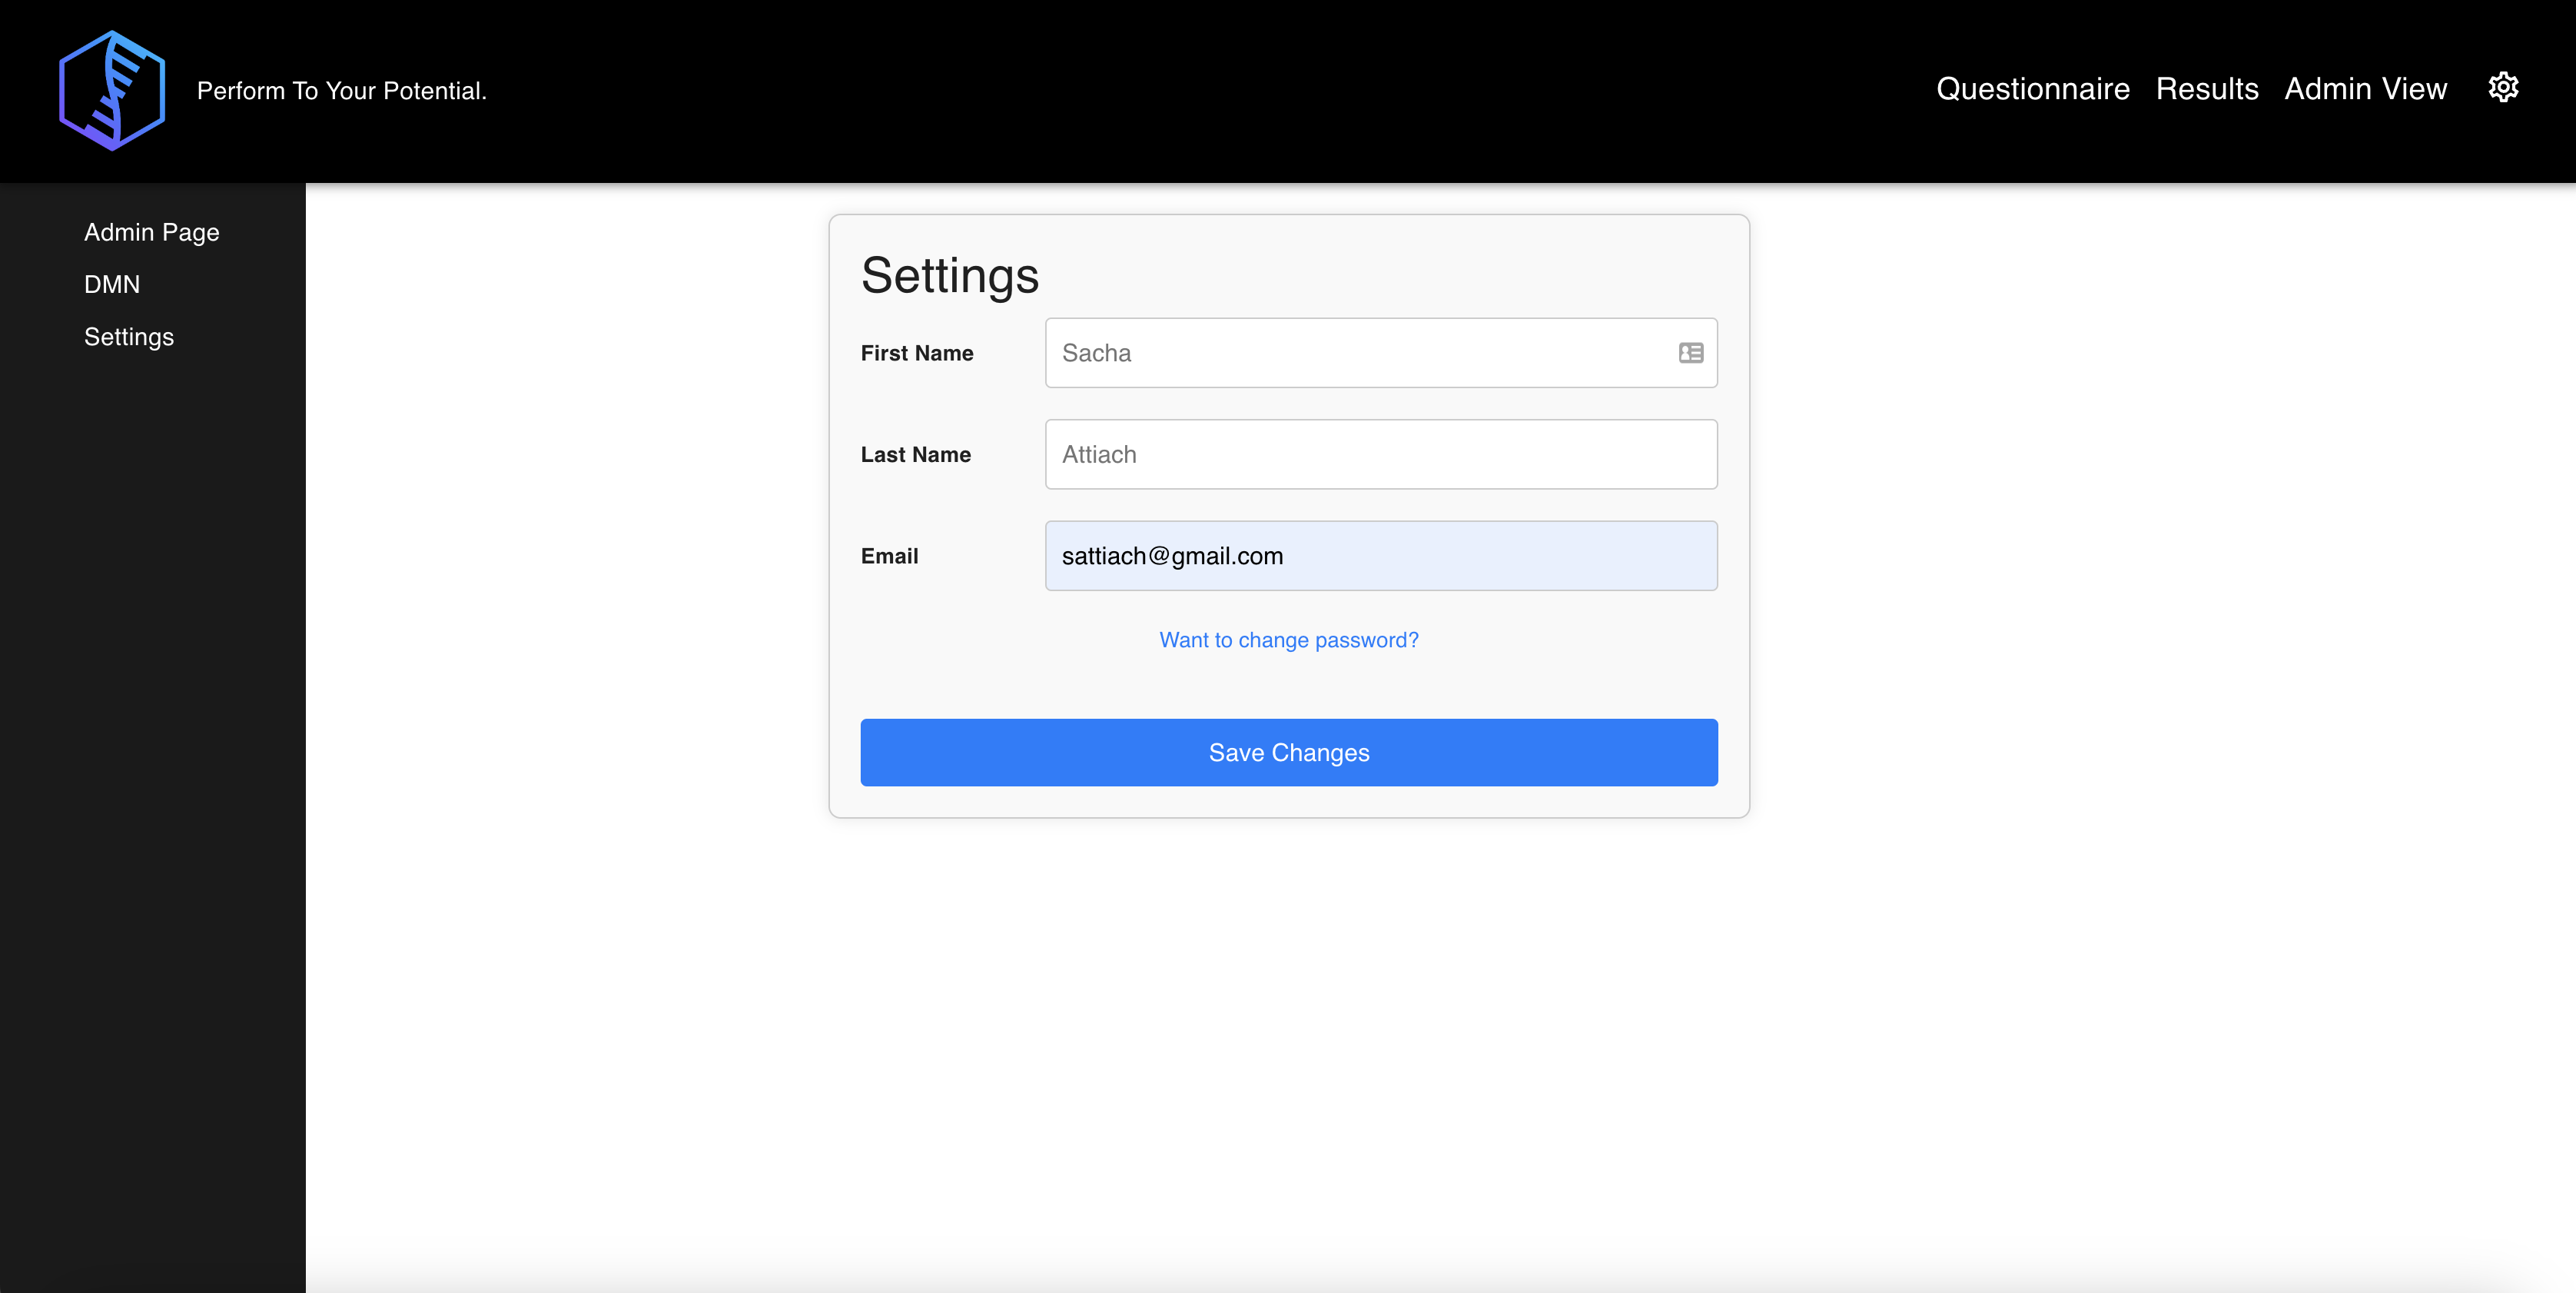 Perform To Your Potential.
Questionnaire Results Admin View
Admin Page
DMN
Settings
Settings
First Name Sacha
Last Name Attiach
Email sattiach@gmail.com
Want to change password?
Save Changes